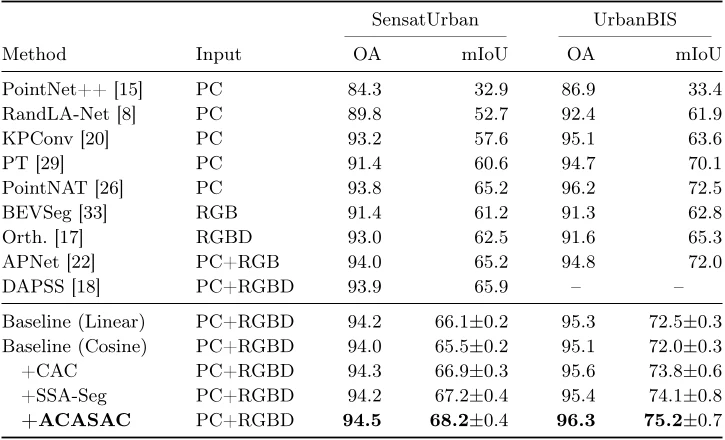 SensatUrban UrbanBIS
Method Input OA mIoU OA mIoU
PointNet++ [15] PC 84.3 32.9 86.9 33.4
RandLA-Net [8] PC 89.8 52.7 92.4 61.9
KPConv [20] PC 93.2 57.6 95.1 63.6
PT [29] PC 91.4 60.6 94.7 70.1
PointNAT [26] PC 93.8 65.2 96.2 72.5
BEVSeg [33] RGB 91.4 61.2 91.3 62.8
Orth. [17] RGBD 93.0 62.5 91.6 65.3
APNet [22] PC+RGB 94.0 65.2 94.8 72.0
DAPSS [18] PC+RGBD 93.9 65.9 – –
Baseline (Linear) PC+RGBD 94.2 66.1±0.2 95.3 72.5±0.3
Baseline (Cosine) PC+RGBD 94.0 65.5±0.2 95.1 72.0±0.3
+CAC PC+RGBD 94.3 66.9±0.3 95.6 73.8±0.6
+SSA-Seg PC+RGBD 94.2 67.2±0.4 95.4 74.1±0.8
+ACASAC PC+RGBD 94.5 68.2±0.4 96.3 75.2±0.7